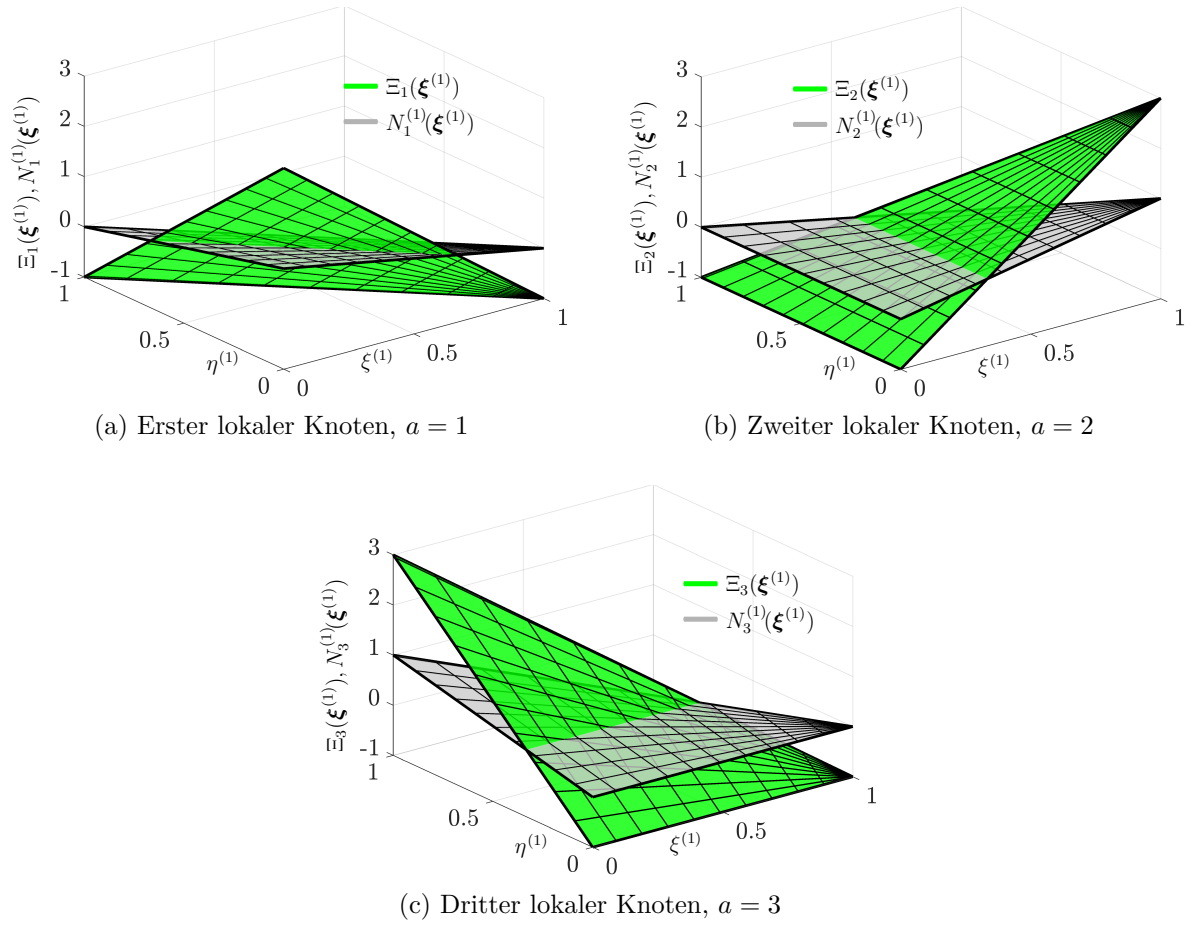 3
2
1
0
-1
Ξ₁(ξ⁽¹⁾), N₁⁽¹⁾(ξ⁽¹⁾)
Ξ₁(ξ⁽¹⁾)
N₁⁽¹⁾(ξ⁽¹⁾)
1
0.5
η⁽¹⁾
0
0
ξ⁽¹⁾
0.5
1
(a) Erster lokaler Knoten, a = 1
3
2
1
0
-1
Ξ₂(ξ⁽¹⁾), N₂⁽¹⁾(ξ⁽¹⁾)
Ξ₂(ξ⁽¹⁾)
N₂⁽¹⁾(ξ⁽¹⁾)
1
0.5
η⁽¹⁾
0
0
ξ⁽¹⁾
0.5
1
(b) Zweiter lokaler Knoten, a = 2
3
2
1
0
-1
Ξ₃(ξ⁽¹⁾), N₃⁽¹⁾(ξ⁽¹⁾)
Ξ₃(ξ⁽¹⁾)
N₃⁽¹⁾(ξ⁽¹⁾)
1
0.5
η⁽¹⁾
0
0
ξ⁽¹⁾
0.5
1
(c) Dritter lokaler Knoten, a = 3